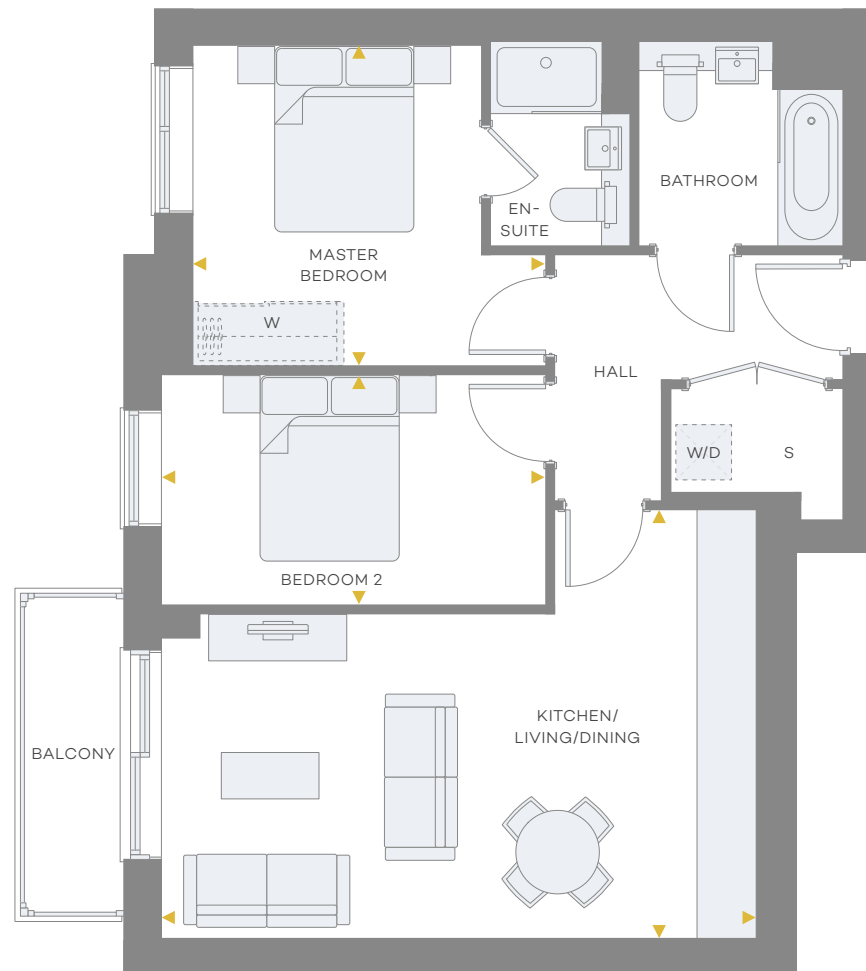 BATHROOM
EN-
SUITE
MASTER
BEDROOM
W
HALL
W/D
S
BEDROOM 2
KITCHEN/
LIVING/DINING
BALCONY